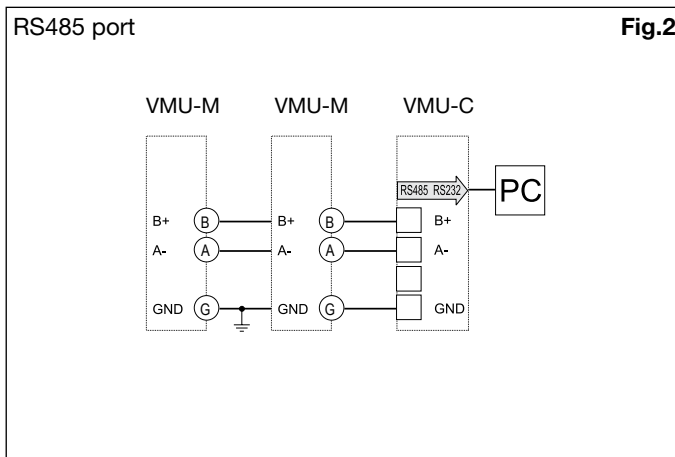 RS485 port Fig.2
VMU-M VMU-M VMU-C
RS485 RS232 PC
B+ B B+ B B+
A- A A- A A-
GND G GND G GND